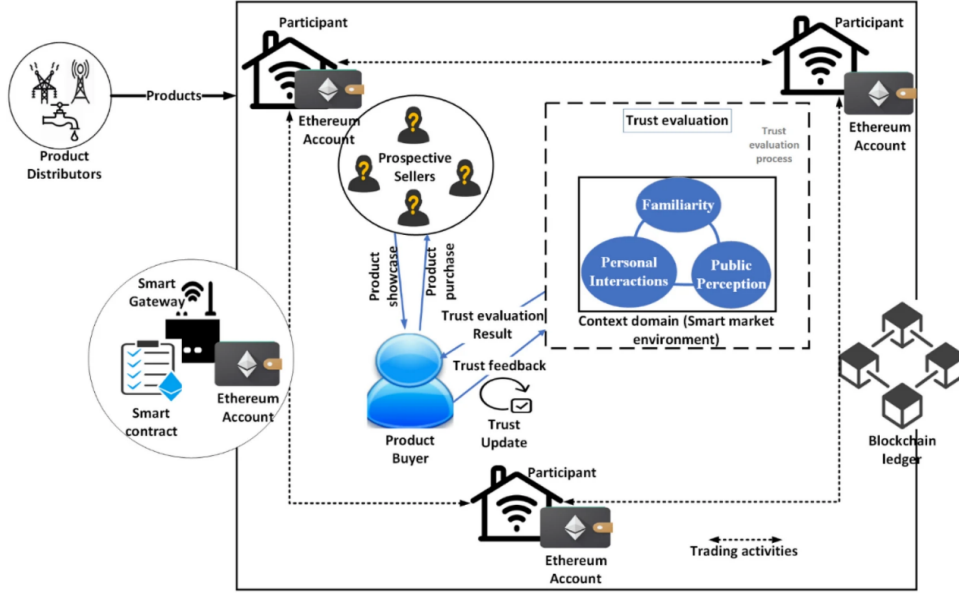 Participant
Participant
Products
Ethereum
Account
Ethereum
Account
Product
Distributors
Prospective
Sellers
Trust evaluation
Trust
evaluation
process
Familiarity
Personal
Interactions
Public
Perception
Context domain (Smart market
environment)
Product
showcase
Product
purchase
Smart
Gateway
Trust evaluation
Result
Trust feedback
Smart
contract
Ethereum
Account
Trust
Update
Product
Buyer
Blockchain
ledger
Participant
Ethereum
Account
Trading activities